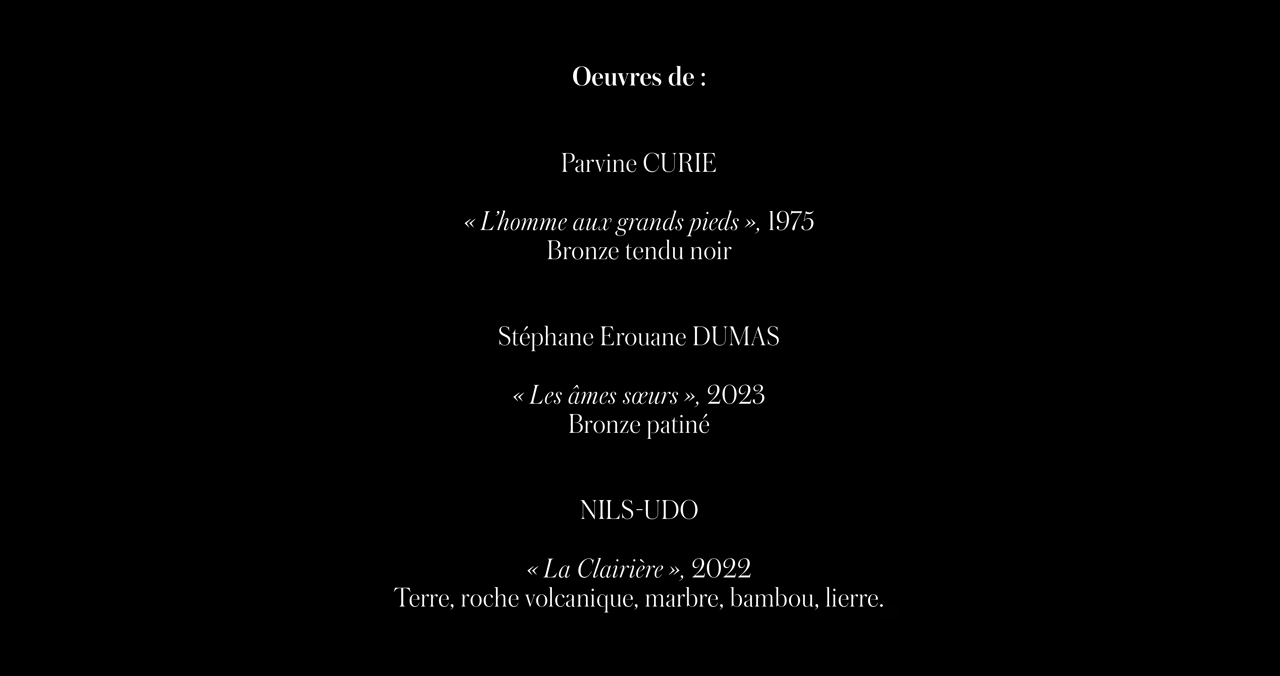 Oeuvres de :
Parvine CURIE
« L’homme aux grands pieds », 1975
Bronze tendu noir
Stéphane Erouane DUMAS
« Les âmes sœurs », 2023
Bronze patiné
NILS-UDO
« La Clairière », 2022
Terre, roche volcanique, marbre, bambou, lierre.